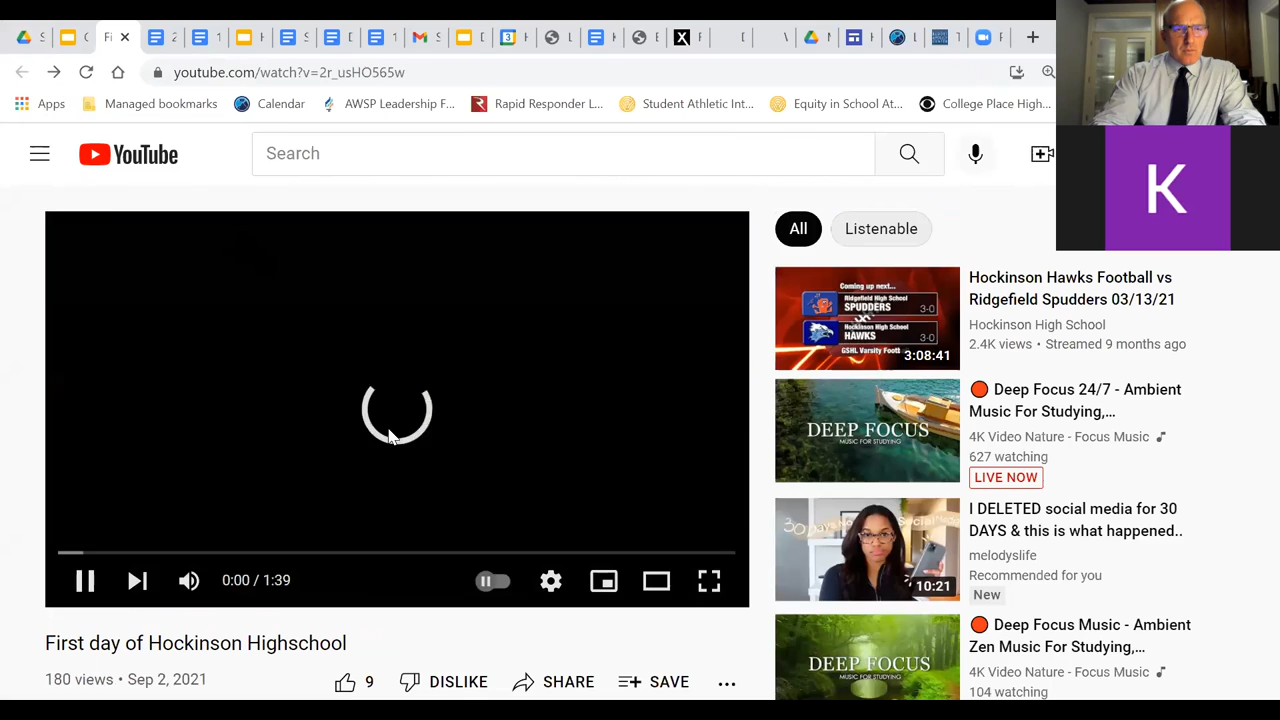 S
C
Fi
2
1
H
S
D
1
S
3
H
L
H
E
F
[
V
N
H
L
T
F
youtube.com/watch?v=2r_usHO565w
Apps
Managed bookmarks
Calendar
AWSP Leadership F...
Rapid Responder L...
Student Athletic Int...
Equity in School At...
College Place High...
YouTube
Search
K
All
Listenable
Coming up next...
Ridgefield High School
SPUDDERS
3-0
Hockinson High School
HAWKS
3-0
3:08:41
Hockinson Hawks Football vs
Ridgefield Spudders 03/13/21
Hockinson High School
2.4K views • Streamed 9 months ago
DEEP FOCUS
MUSIC FOR STUDYING
Deep Focus 24/7 - Ambient
Music For Studying,...
4K Video Nature - Focus Music
627 watching
LIVE NOW
10:21
I DELETED social media for 30
DAYS & this is what happened..
melodyslife
Recommended for you
New
DEEP FOCUS
MUSIC FOR STUDYING
Deep Focus Music - Ambient
Zen Music For Studying,...
4K Video Nature - Focus Music
104 watching
0:00 / 1:39
First day of Hockinson Highschool
180 views • Sep 2, 2021
9
DISLIKE
SHARE
SAVE